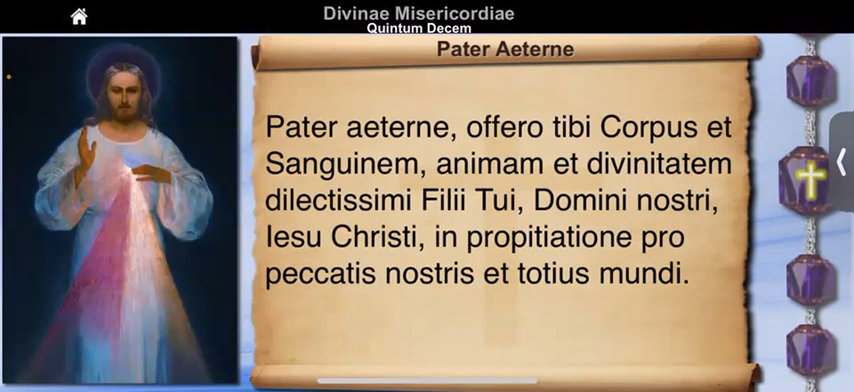 Divinae Misericordiae
Quintum Decem
Pater Aeterne
Pater aeterne, offero tibi Corpus et
Sanguinem, animam et divinitatem
dilectissimi Filii Tui, Domini nostri,
Iesu Christi, in propitiatione pro
peccatis nostris et totius mundi.